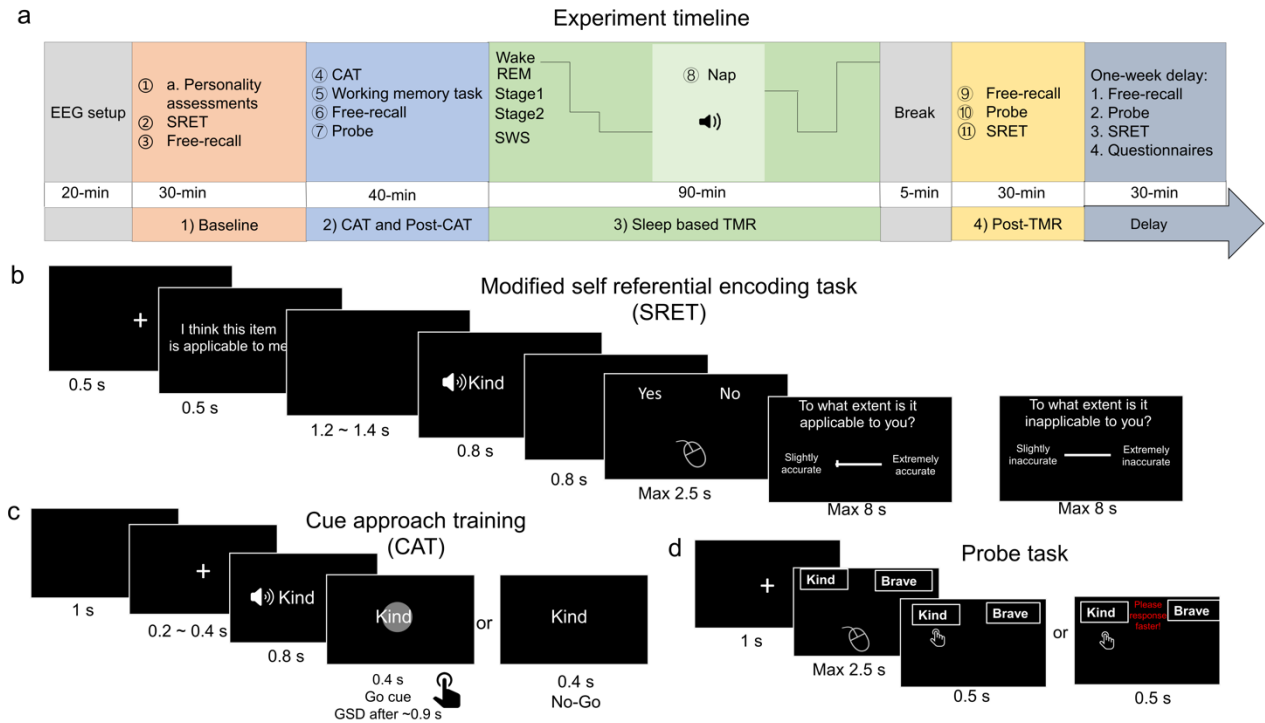 a
Experiment timeline
EEG setup
① a. Personality
assessments
② SRET
③ Free-recall
④ CAT
⑤ Working memory task
⑥ Free-recall
⑦ Probe
Wake
REM
Stage1
Stage2
SWS
⑧ Nap
Break
⑨ Free-recall
⑩ Probe
⑪ SRET
One-week delay:
1. Free-recall
2. Probe
3. SRET
4. Questionnaires
20-min
30-min
40-min
90-min
5-min
30-min
30-min
1) Baseline
2) CAT and Post-CAT
3) Sleep based TMR
4) Post-TMR
Delay
b
Modified self referential encoding task
(SRET)
+
0.5 s
I think this item
is applicable to me
0.5 s
1.2 ~ 1.4 s
Kind
0.8 s
0.8 s
Yes No
Max 2.5 s
To what extent is it
applicable to you?
Slightly
accurate
Extremely
accurate
Max 8 s
To what extent is it
inapplicable to you?
Slightly
inaccurate
Extremely
inaccurate
Max 8 s
c
Cue approach training
(CAT)
1 s
+
0.2 ~ 0.4 s
Kind
0.8 s
Kind
0.4 s
Go cue
GSD after ~0.9 s
or
Kind
0.4 s
No-Go
d
Probe task
+
1 s
Kind Brave
Max 2.5 s
Kind Brave
0.5 s
or
Kind Brave
Please
response
faster!
0.5 s